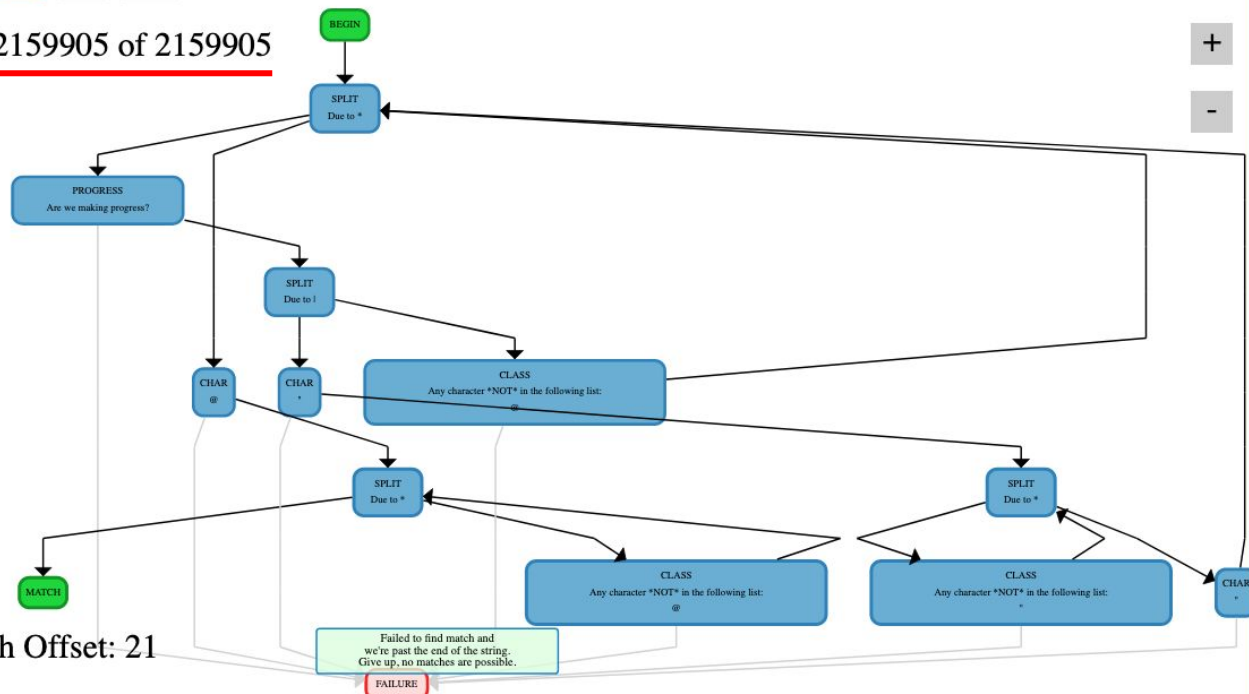 BEGIN
2159905 of 2159905
+
-
SPLIT
Due to *
PROGRESS
Are we making progress?
SPLIT
Due to |
CHAR
@
CHAR
"
CLASS
Any character *NOT* in the following list:
@
SPLIT
Due to *
SPLIT
Due to *
MATCH
CLASS
Any character *NOT* in the following list:
@
CLASS
Any character *NOT* in the following list:
"
CHAR
"
h Offset: 21
Failed to find match and
we're past the end of the string.
Give up, no matches are possible.
FAILURE